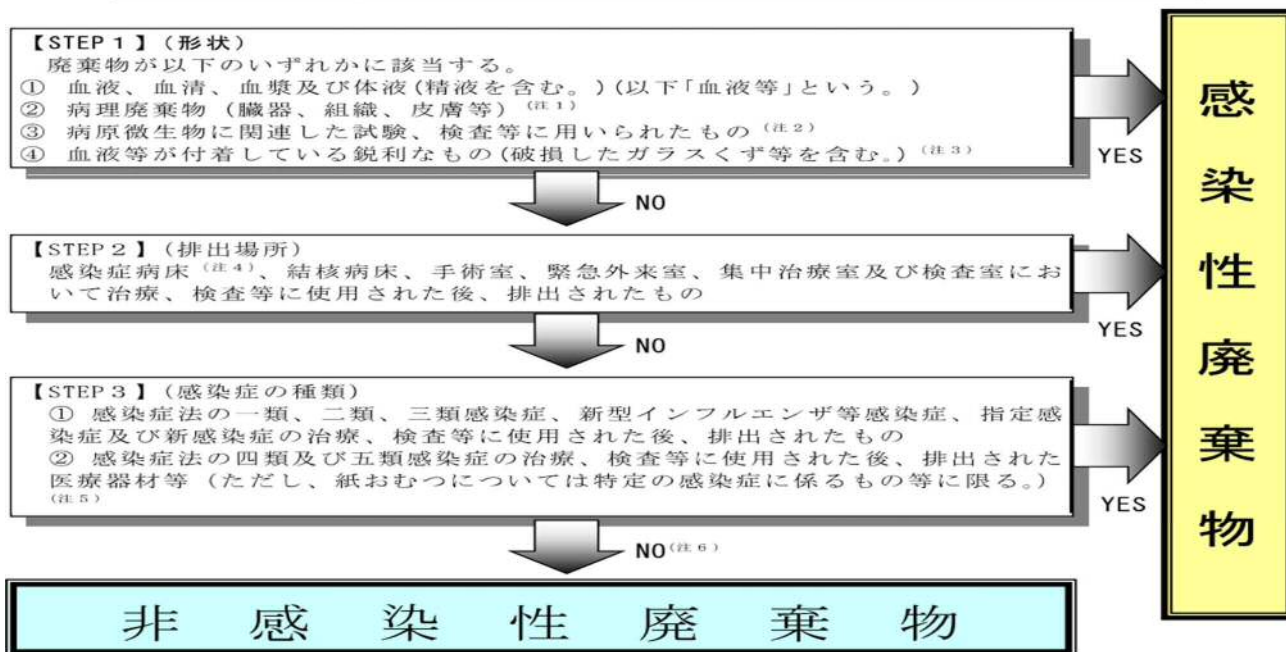 【STEP1】(形状)
廃棄物が以下のいずれかに該当する。
① 血液、血清、血漿及び体液(精液を含む。)(以下「血液等」という。)
② 病理廃棄物(臓器、組織、皮膚等)(注1)
③ 病原微生物に関連した試験、検査等に用いられたもの(注2)
④ 血液等が付着している鋭利なもの(破損したガラスくず等を含む。)(注3)
YES
NO
【STEP2】(排出場所)
感染症病床(注4)、結核病床、手術室、緊急外来室、集中治療室及び検査室にお
いて治療、検査等に使用された後、排出されたもの
YES
NO
【STEP3】(感染症の種類)
① 感染症法の一類、二類、三類感染症、新型インフルエンザ等感染症、指定感
染症及び新感染症の治療、検査等に使用された後、排出されたもの
② 感染症法の四類及び五類感染症の治療、検査等に使用された後、排出された
医療器材等(ただし、紙おむつについては特定の感染症に係るもの等に限る。)
(注5)
YES
NO(注6)
感染性廃棄物
非感染性廃棄物